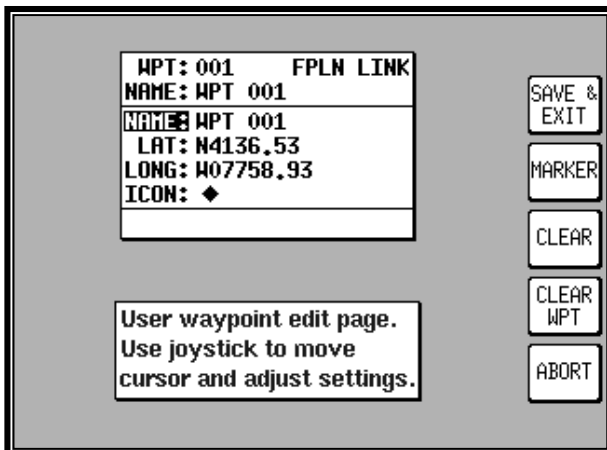 WPT: 001 FPLN LINK
NAME: WPT 001
NAME: WPT 001
LAT: N4136.53
LONG: W07758.93
ICON: ◆
User waypoint edit page.
Use joystick to move
cursor and adjust settings.
SAVE &
EXIT
MARKER
CLEAR
CLEAR
WPT
ABORT